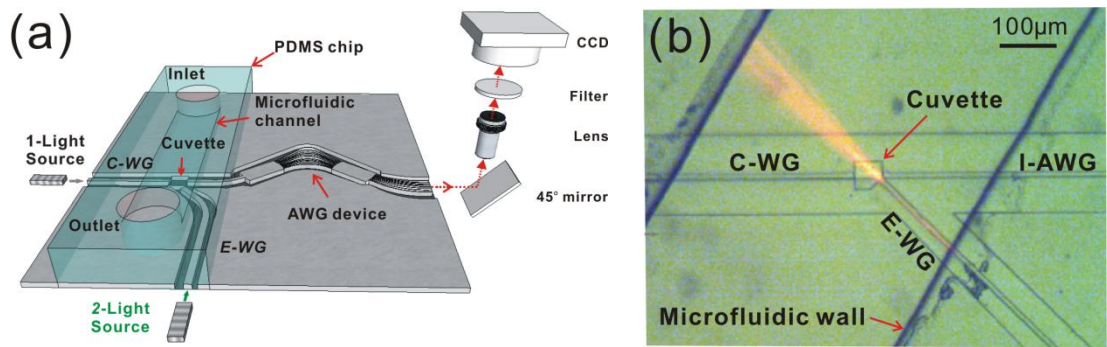 (a)
PDMS chip
Inlet
Microfluidic
channel
Cuvette
1-Light
Source
C-WG
Outlet
E-WG
AWG device
2-Light
Source
CCD
Filter
Lens
45° mirror
(b)
100μm
Cuvette
C-WG
I-AWG
E-WG
Microfluidic wall